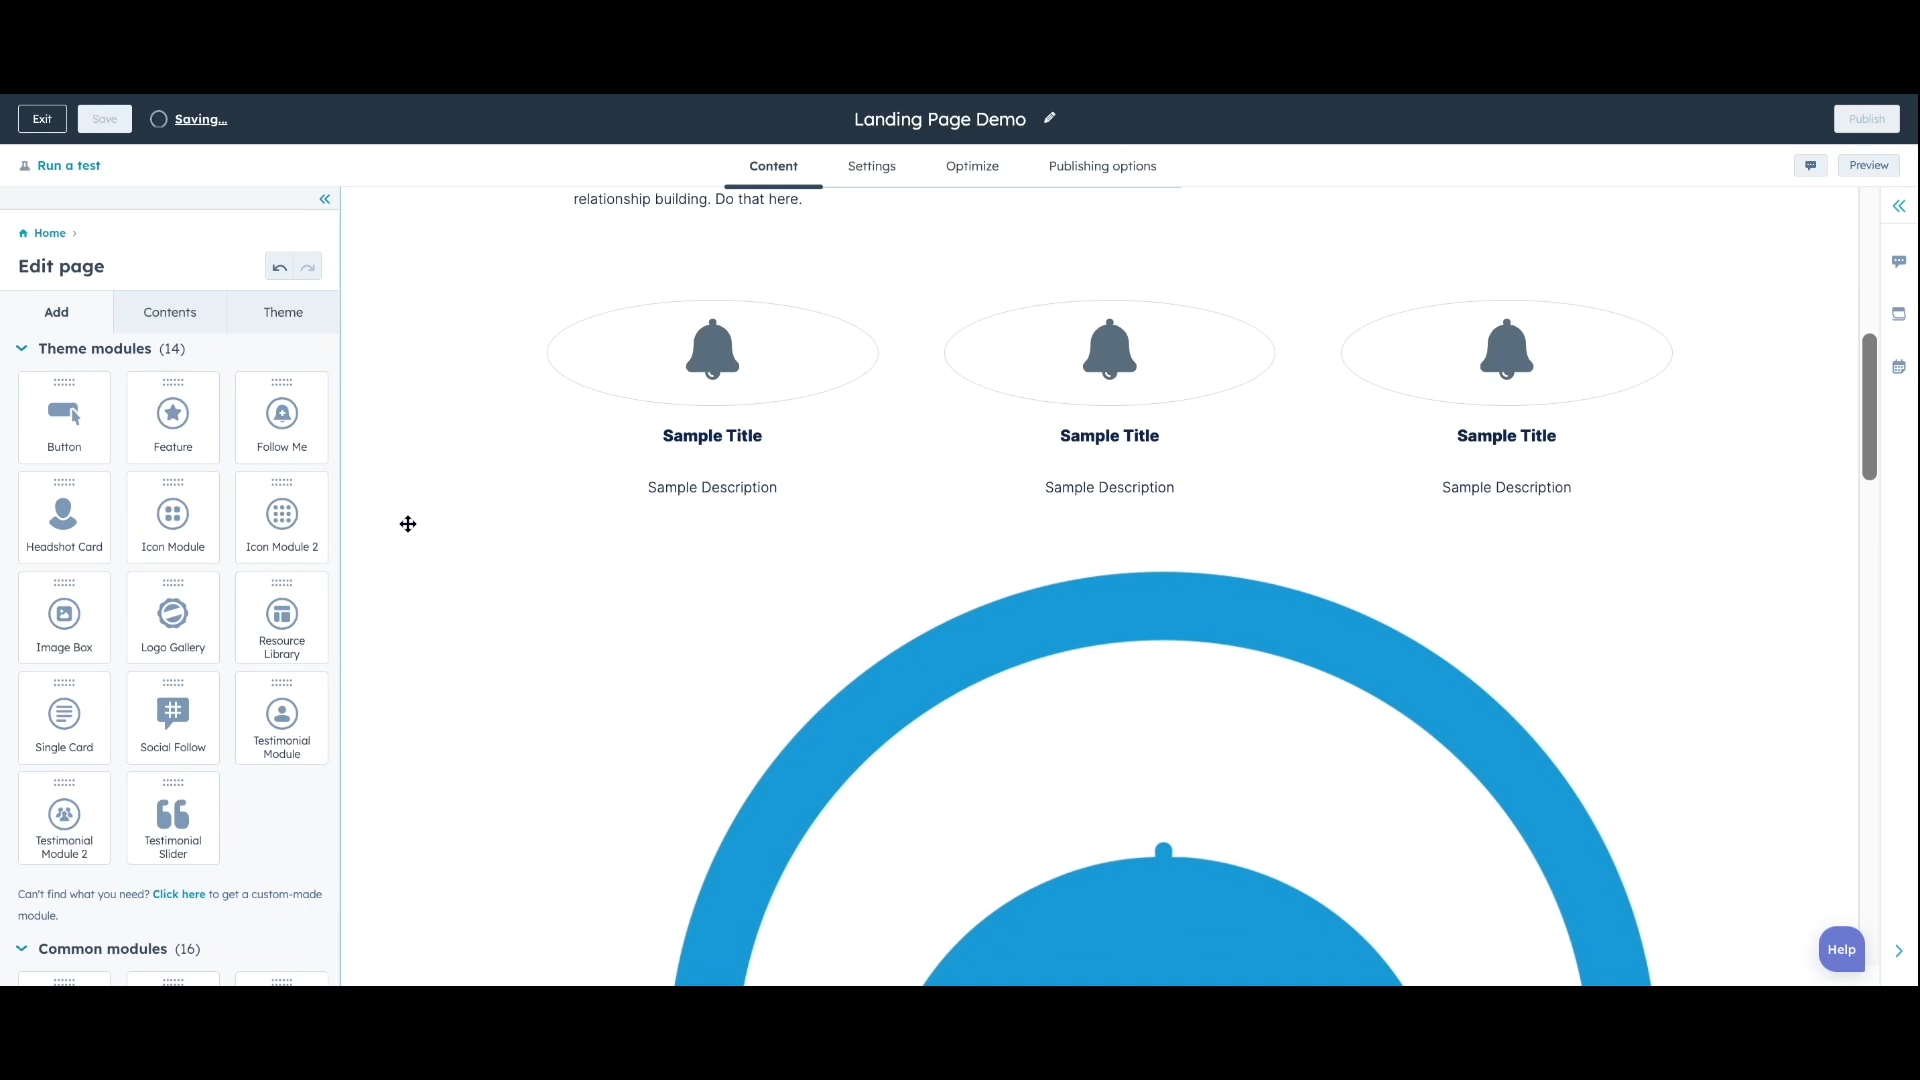 Exit
Save
Saving...
Landing Page Demo
Publish
Run a test
Content
Settings
Optimize
Publishing options
Preview
Home
Edit page
Add
Contents
Theme
Theme modules (14)
Button
Feature
Follow Me
Headshot Card
Icon Module
Icon Module 2
Image Box
Logo Gallery
Resource
Library
Single Card
Social Follow
Testimonial
Module
Testimonial
Module 2
Testimonial
Slider
Can't find what you need? Click here to get a custom-made
module.
Common modules (16)
relationship building. Do that here.
Sample Title
Sample Title
Sample Title
Sample Description
Sample Description
Sample Description
Help